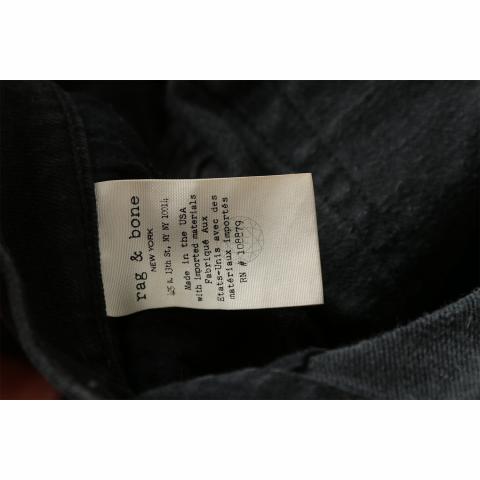 rag & bone
NEW YORK
13th St, NY NY 10014
Made in the USA
with imported materials
Fabriqué Aux
Etats-Unis avec des
matériaux importés
RN # 108879